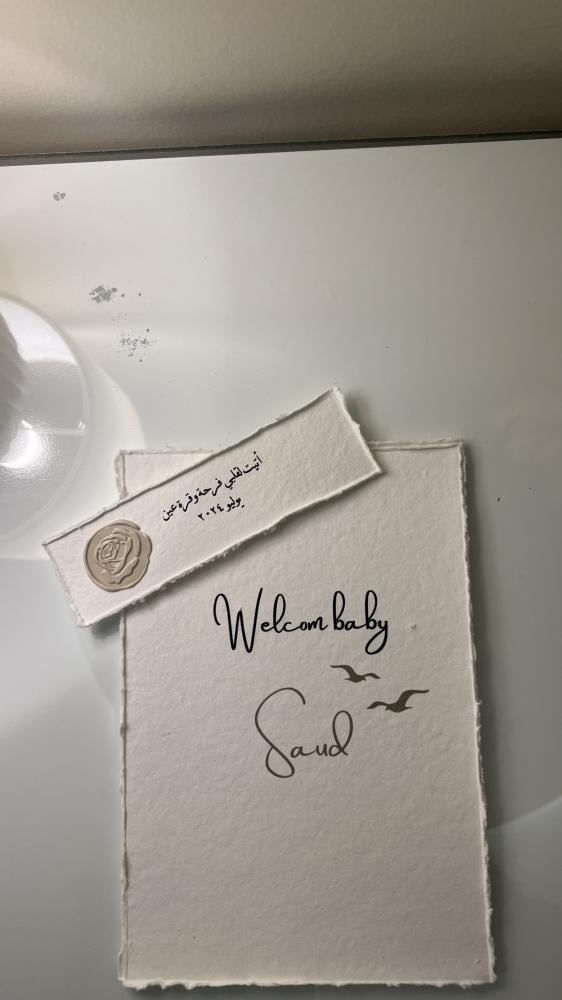 أتيت لقلبي فرحة وقرة عين
يوليو ٢٠٢٤
Welcom baby
Saud